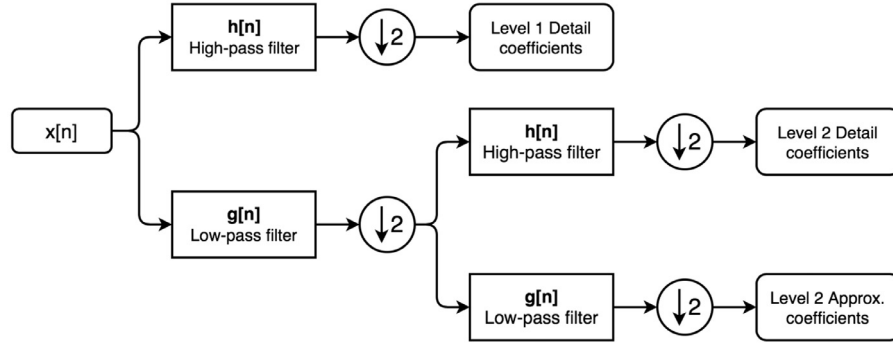 h[n]
High-pass filter
2
Level 1 Detail
coefficients
x[n]
h[n]
High-pass filter
2
Level 2 Detail
coefficients
g[n]
Low-pass filter
2
g[n]
Low-pass filter
2
Level 2 Approx.
coefficients